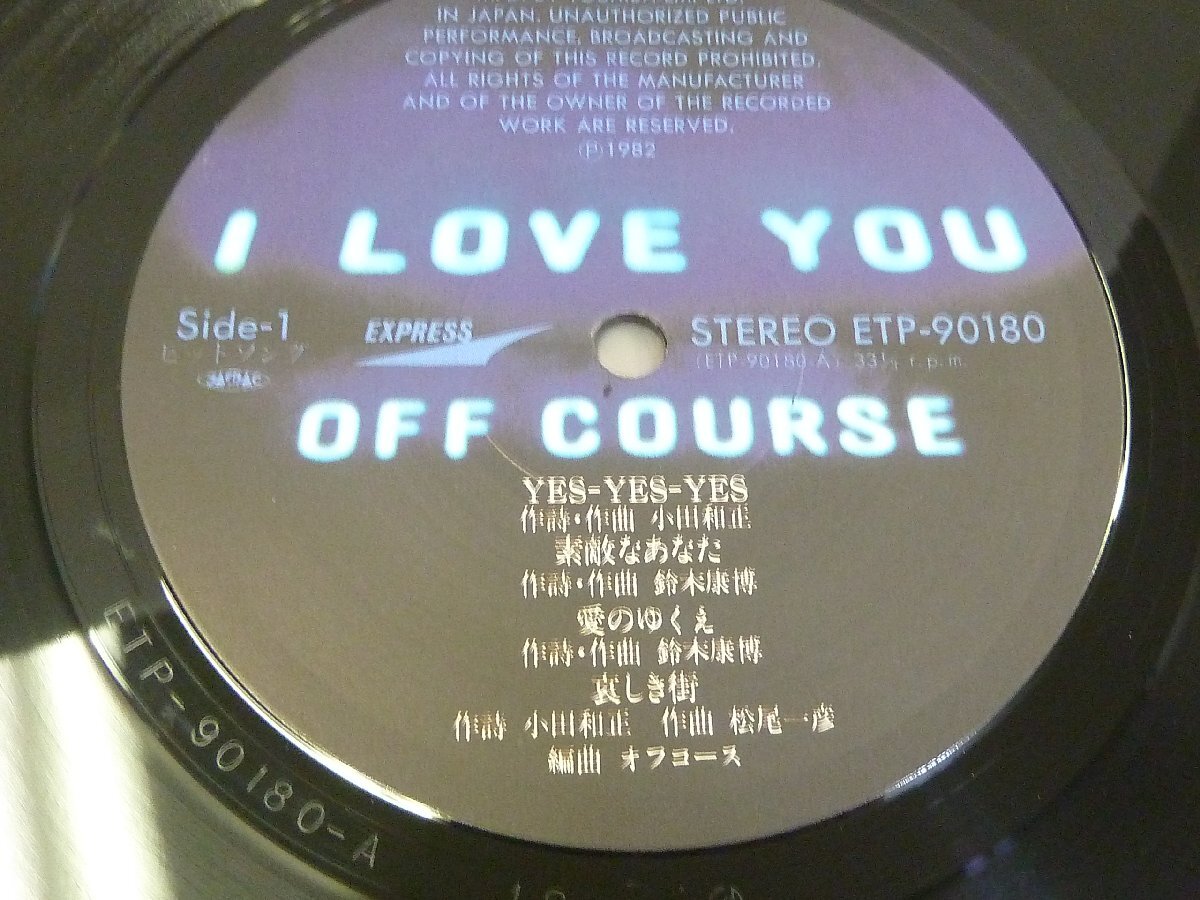 IN JAPAN. UNAUTHORIZED PUBLIC
PERFORMANCE, BROADCASTING AND
COPYING OF THIS RECORD PROHIBITED.
ALL RIGHTS OF THE MANUFACTURER
AND OF THE OWNER OF THE RECORDED
WORK ARE RESERVED.
Ⓟ1982
I LOVE YOU
Side-1 EXPRESS STEREO ETP-90180
ヒットソング (ETP-90180-A) 33⅓ r.p.m.
JASRAC
OFF COURSE
YES=YES=YES
作詩・作曲 小田和正
素敵なあなた
作詩・作曲 鈴木康博
愛のゆくえ
作詩・作曲 鈴木康博
哀しき街
作詩 小田和正 作曲 松尾一彦
編曲 オフコース
ETP-90180-A